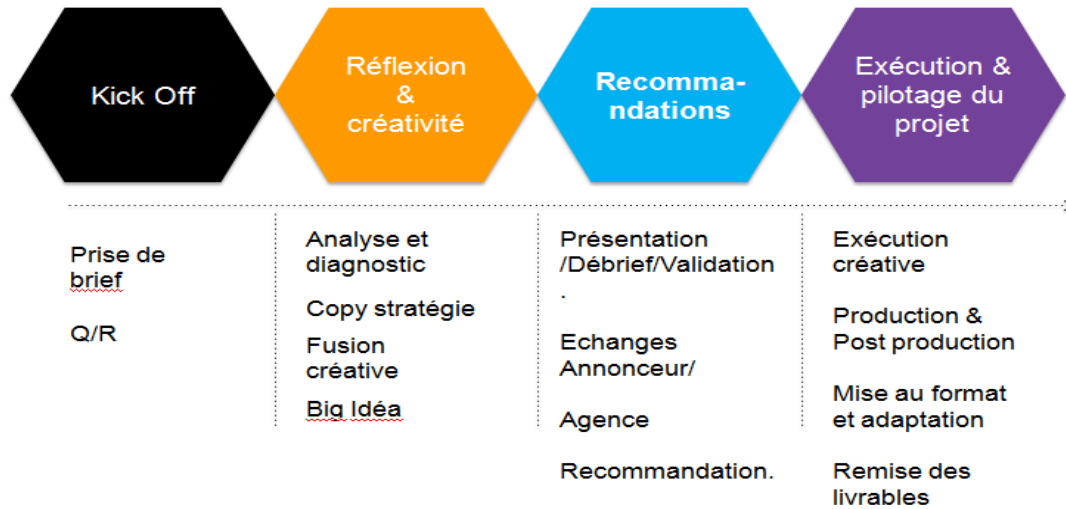 Kick Off
Réflexion
&
créativité
Recomma-
ndations
Exécution &
pilotage du
projet
Prise de
brief
Q/R
Analyse et
diagnostic
Copy stratégie
Fusion
créative
Big Idéa
Présentation
/Débrief/Validation
.
Echanges
Annonceur/
Agence
Recommandation.
Exécution
créative
Production &
Post production
Mise au format
et adaptation
Remise des
livrables